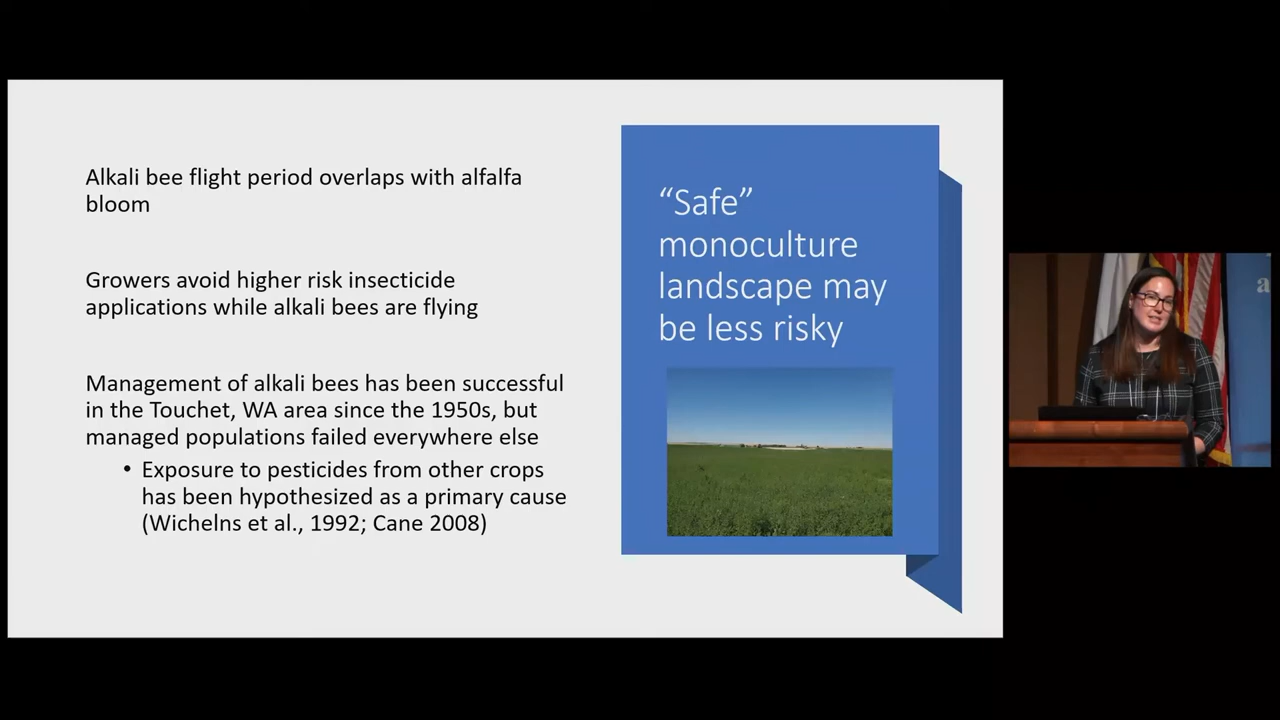 Alkali bee flight period overlaps with alfalfa
bloom
Growers avoid higher risk insecticide
applications while alkali bees are flying
Management of alkali bees has been successful
in the Touchet, WA area since the 1950s, but
managed populations failed everywhere else
• Exposure to pesticides from other crops
has been hypothesized as a primary cause
(Wichelns et al., 1992; Cane 2008)
“Safe”
monoculture
landscape may
be less risky